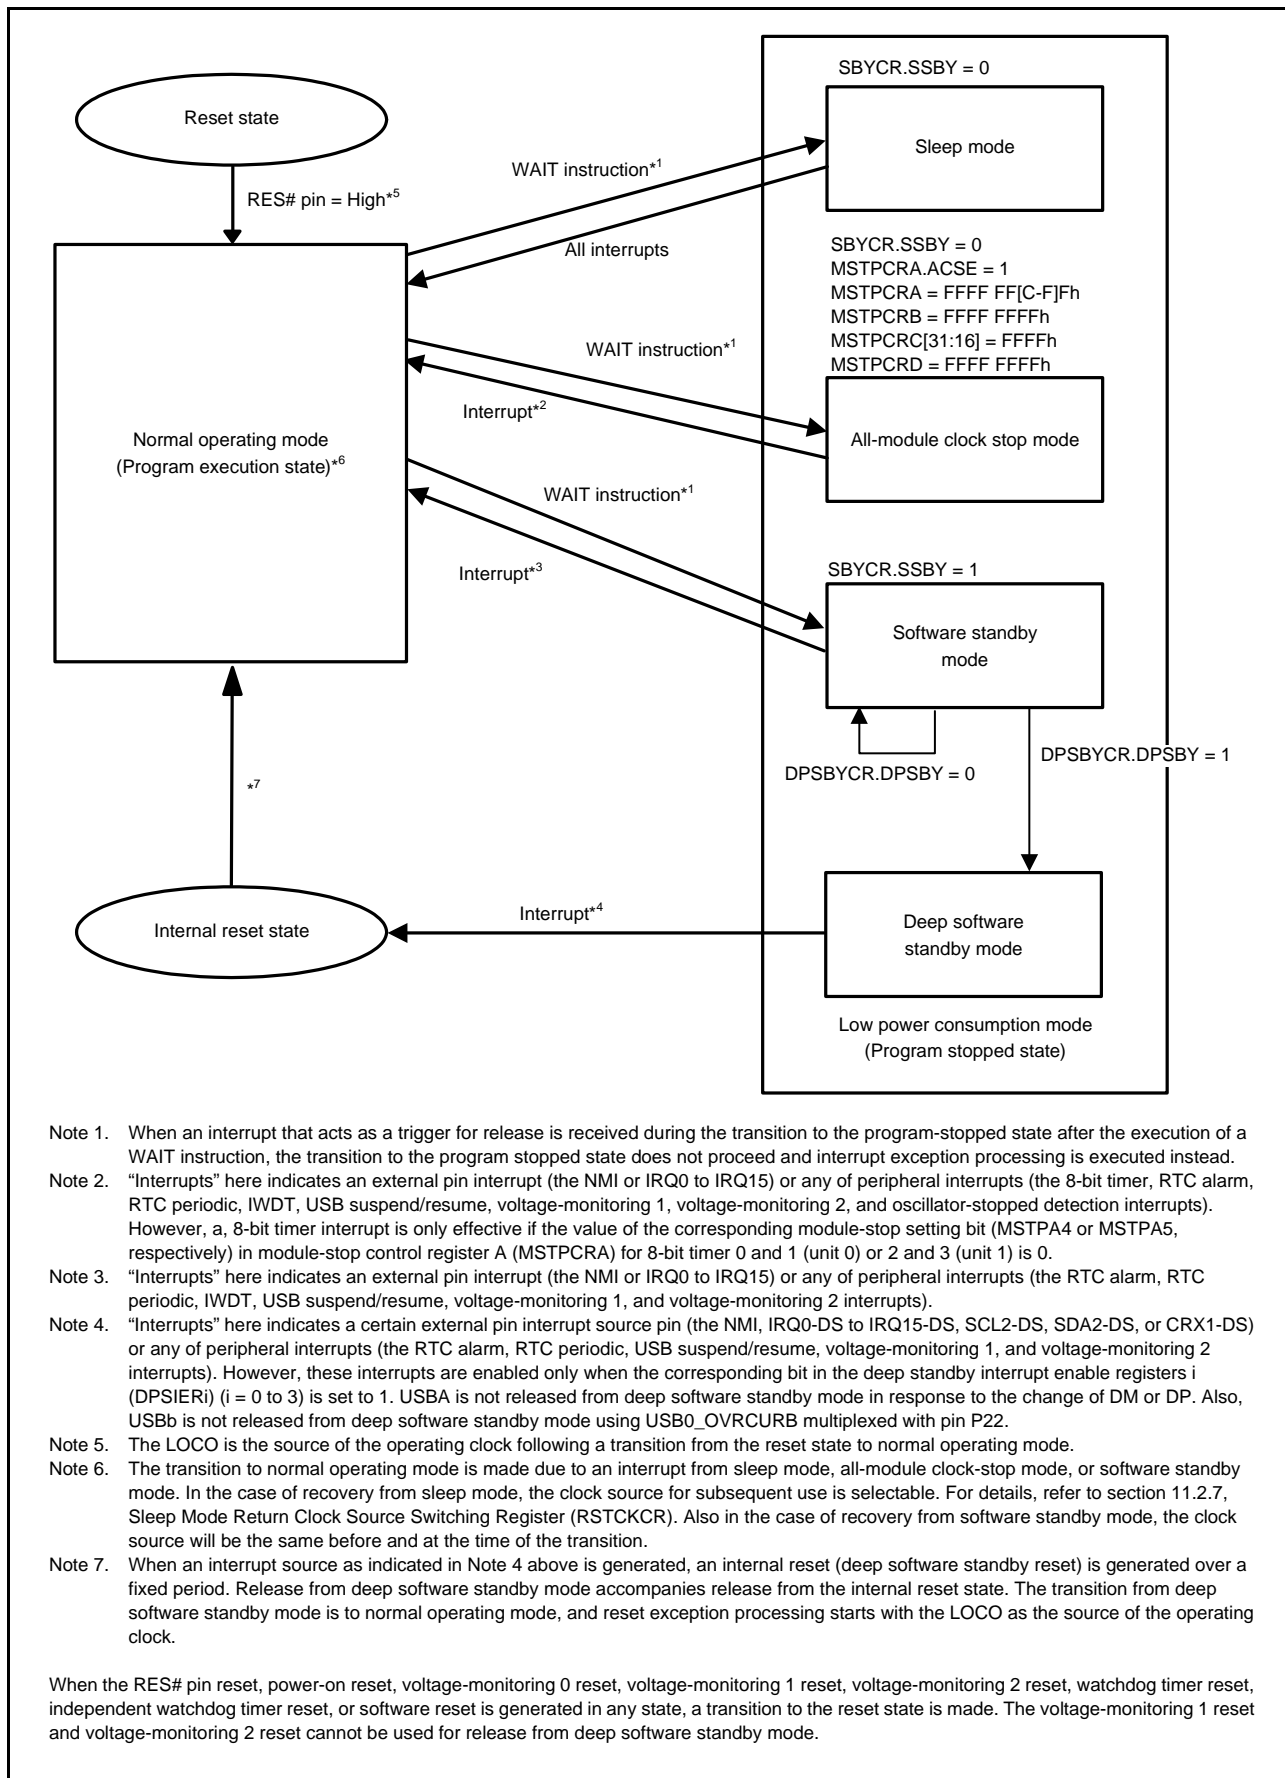 SBYCR.SSBY = 0
Reset state
Sleep mode
WAIT instruction*1
RES# pin = High*5
All interrupts
SBYCR.SSBY = 0
MSTPCRA.ACSE = 1
MSTPCRA = FFFF FF[C-F]Fh
MSTPCRB = FFFF FFFFh
MSTPCRC[31:16] = FFFFh
MSTPCRD = FFFF FFFFh
WAIT instruction*1
Interrupt*2
All-module clock stop mode
Normal operating mode
(Program execution state)*6
WAIT instruction*1
Interrupt*3
SBYCR.SSBY = 1
Software standby
mode
DPSBYCR.DPSBY = 1
DPSBYCR.DPSBY = 0
*7
Interrupt*4
Internal reset state
Deep software
standby mode
Low power consumption mode
(Program stopped state)
Note 1. When an interrupt that acts as a trigger for release is received during the transition to the program-stopped state after the execution of a
WAIT instruction, the transition to the program stopped state does not proceed and interrupt exception processing is executed instead.
Note 2. “Interrupts” here indicates an external pin interrupt (the NMI or IRQ0 to IRQ15) or any of peripheral interrupts (the 8-bit timer, RTC alarm,
RTC periodic, IWDT, USB suspend/resume, voltage-monitoring 1, voltage-monitoring 2, and oscillator-stopped detection interrupts).
However, a, 8-bit timer interrupt is only effective if the value of the corresponding module-stop setting bit (MSTPA4 or MSTPA5,
respectively) in module-stop control register A (MSTPCRA) for 8-bit timer 0 and 1 (unit 0) or 2 and 3 (unit 1) is 0.
Note 3. “Interrupts” here indicates an external pin interrupt (the NMI or IRQ0 to IRQ15) or any of peripheral interrupts (the RTC alarm, RTC
periodic, IWDT, USB suspend/resume, voltage-monitoring 1, and voltage-monitoring 2 interrupts).
Note 4. “Interrupts” here indicates a certain external pin interrupt source pin (the NMI, IRQ0-DS to IRQ15-DS, SCL2-DS, SDA2-DS, or CRX1-DS)
or any of peripheral interrupts (the RTC alarm, RTC periodic, USB suspend/resume, voltage-monitoring 1, and voltage-monitoring 2
interrupts). However, these interrupts are enabled only when the corresponding bit in the deep standby interrupt enable registers i
(DPSIERi) (i = 0 to 3) is set to 1. USBA is not released from deep software standby mode in response to the change of DM or DP. Also,
USBb is not released from deep software standby mode using USB0_OVRCURB multiplexed with pin P22.
Note 5. The LOCO is the source of the operating clock following a transition from the reset state to normal operating mode.
Note 6. The transition to normal operating mode is made due to an interrupt from sleep mode, all-module clock-stop mode, or software standby
mode. In the case of recovery from sleep mode, the clock source for subsequent use is selectable. For details, refer to section 11.2.7,
Sleep Mode Return Clock Source Switching Register (RSTCKCR). Also in the case of recovery from software standby mode, the clock
source will be the same before and at the time of the transition.
Note 7. When an interrupt source as indicated in Note 4 above is generated, an internal reset (deep software standby reset) is generated over a
fixed period. Release from deep software standby mode accompanies release from the internal reset state. The transition from deep
software standby mode is to normal operating mode, and reset exception processing starts with the LOCO as the source of the operating
clock.
When the RES# pin reset, power-on reset, voltage-monitoring 0 reset, voltage-monitoring 1 reset, voltage-monitoring 2 reset, watchdog timer reset,
independent watchdog timer reset, or software reset is generated in any state, a transition to the reset state is made. The voltage-monitoring 1 reset
and voltage-monitoring 2 reset cannot be used for release from deep software standby mode.